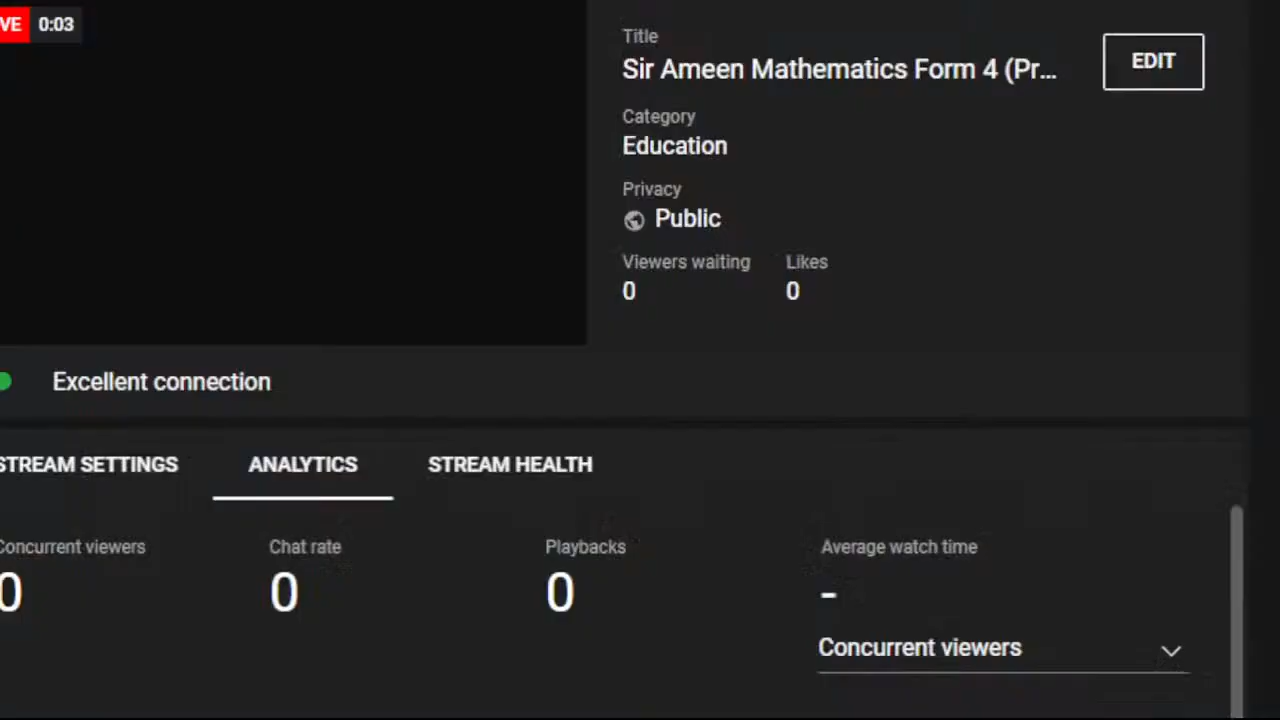 VE 0:03
Title
Sir Ameen Mathematics Form 4 (Pr...
EDIT
Category
Education
Privacy
Public
Viewers waiting Likes
0 0
Excellent connection
STREAM SETTINGS ANALYTICS STREAM HEALTH
Concurrent viewers Chat rate Playbacks Average watch time
0 0 0 -
Concurrent viewers